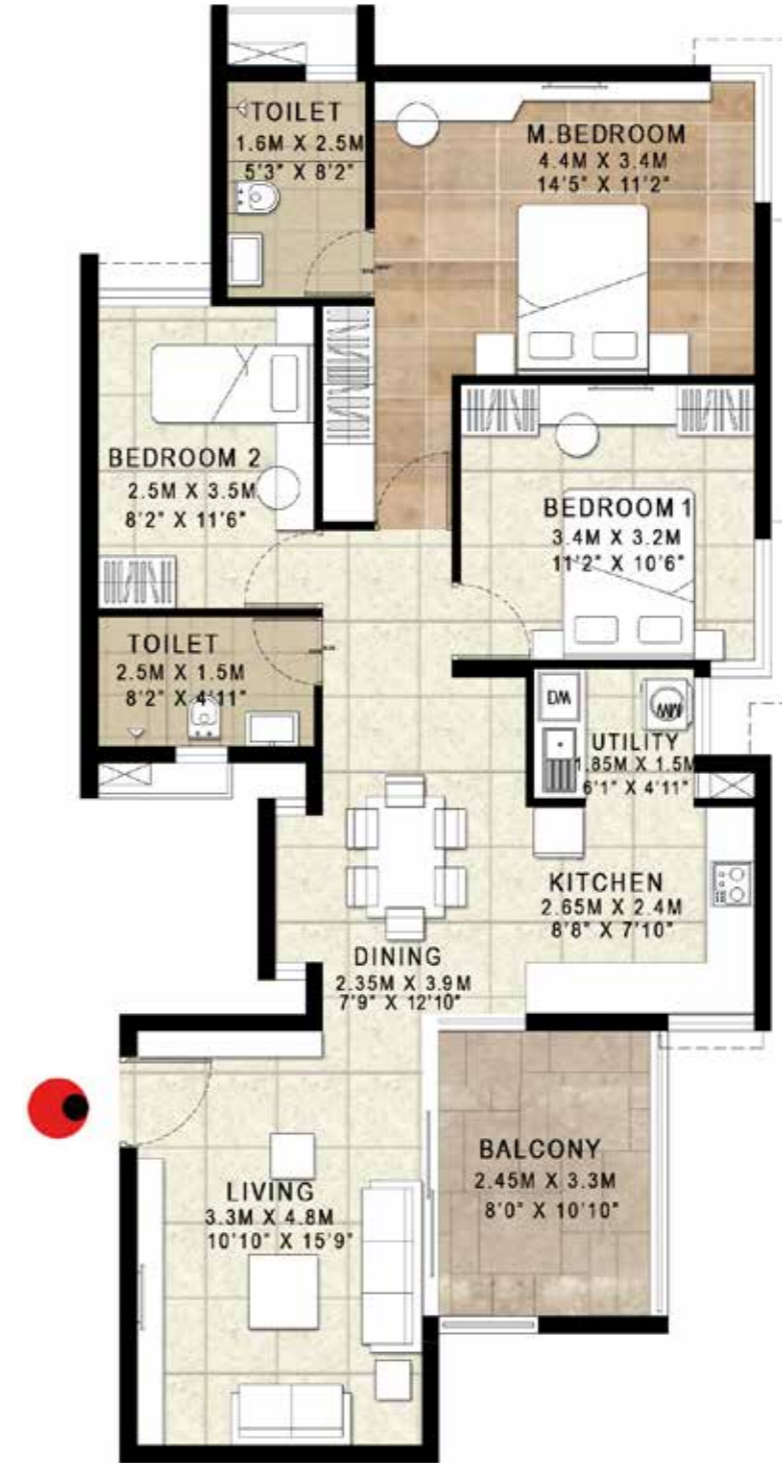 TOILET
1.6M X 2.5M
5'3" X 8'2"
M.BEDROOM
4.4M X 3.4M
14'5" X 11'2"
BEDROOM 2
2.5M X 3.5M
8'2" X 11'6"
BEDROOM 1
3.4M X 3.2M
11'2" X 10'6"
TOILET
2.5M X 1.5M
8'2" X 4'11"
DW
WM
UTILITY
1.85M X 1.5M
6'1" X 4'11"
KITCHEN
2.65M X 2.4M
8'8" X 7'10"
DINING
2.35M X 3.9M
7'9" X 12'10"
BALCONY
2.45M X 3.3M
8'0" X 10'10"
LIVING
3.3M X 4.8M
10'10" X 15'9"